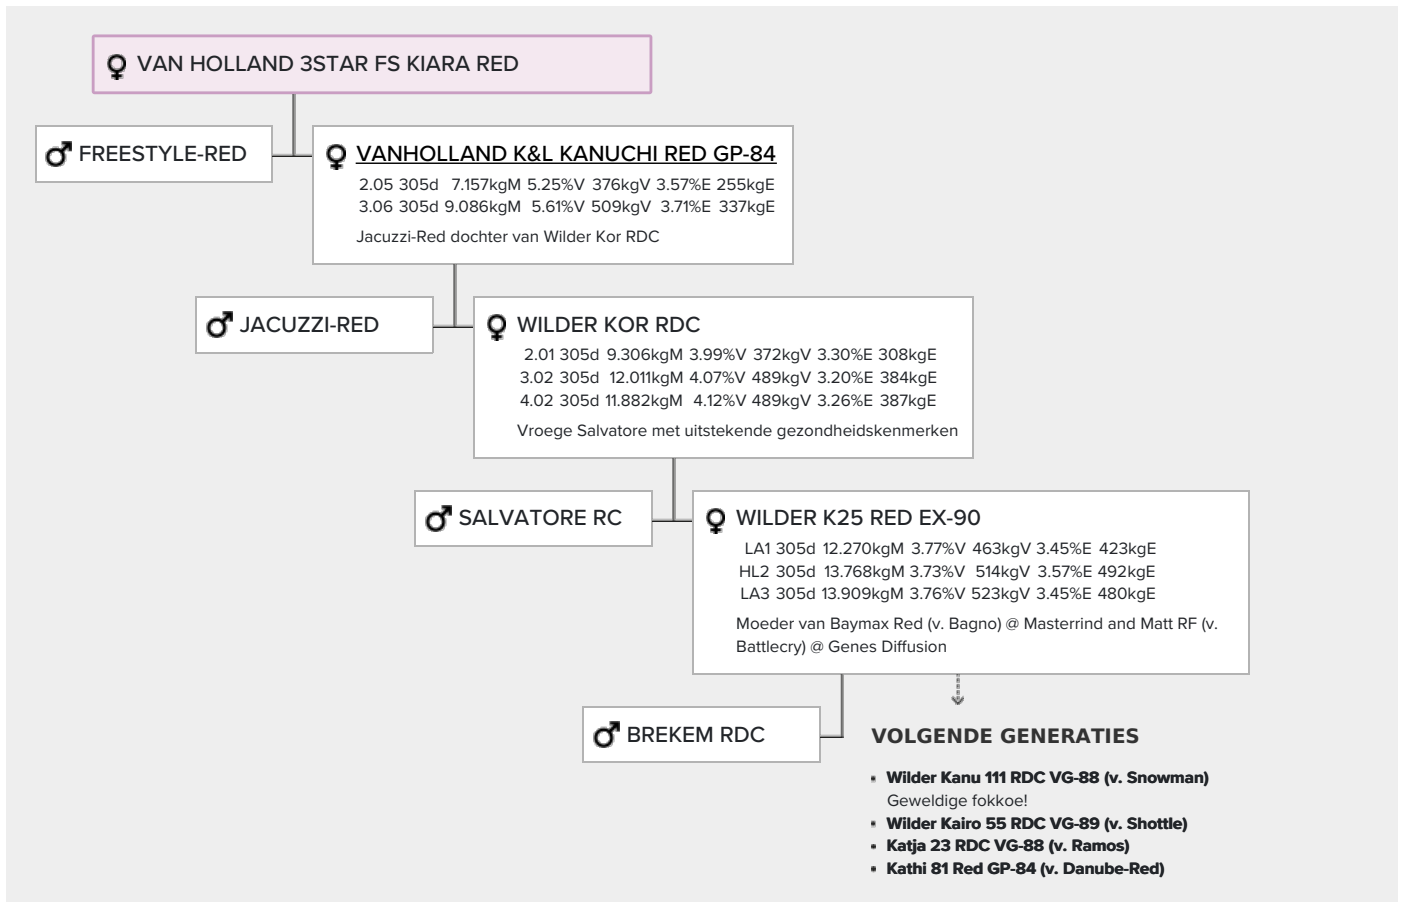 VAN HOLLAND 3STAR FS KIARA RED
FREESTYLE-RED
VANHOLLAND K&L KANUCHI RED GP-84
2.05 305d 7.157kgM 5.25%V 376kgV 3.57%E 255kgE
3.06 305d 9.086kgM 5.61%V 509kgV 3.71%E 337kgE
Jacuzzi-Red dochter van Wilder Kor RDC
JACUZZI-RED
WILDER KOR RDC
2.01 305d 9.306kgM 3.99%V 372kgV 3.30%E 308kgE
3.02 305d 12.011kgM 4.07%V 489kgV 3.20%E 384kgE
4.02 305d 11.882kgM 4.12%V 489kgV 3.26%E 387kgE
Vroege Salvatore met uitstekende gezondheidskenmerken
SALVATORE RC
WILDER K25 RED EX-90
LA1 305d 12.270kgM 3.77%V 463kgV 3.45%E 423kgE
HL2 305d 13.768kgM 3.73%V 514kgV 3.57%E 492kgE
LA3 305d 13.909kgM 3.76%V 523kgV 3.45%E 480kgE
Moeder van Baymax Red (v. Bagno) @ Masterrind and Matt RF (v.
Battlecry) @ Genes Diffusion
BREKEM RDC
VOLGENDE GENERATIES
• Wilder Kanu 111 RDC VG-88 (v. Snowman)
Geweldige fokkoe!
• Wilder Kairo 55 RDC VG-89 (v. Shottle)
• Katja 23 RDC VG-88 (v. Ramos)
• Kathi 81 Red GP-84 (v. Danube-Red)